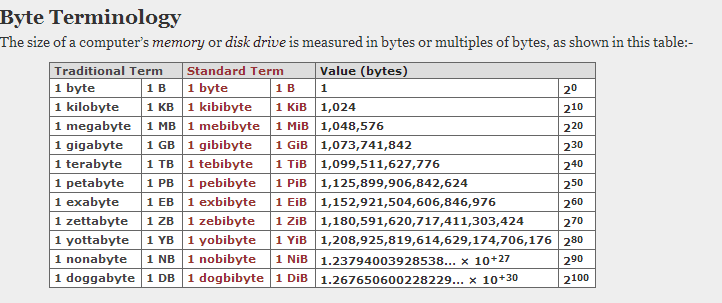 Byte Terminology
The size of a computer's memory or disk drive is measured in bytes or multiples of bytes, as shown in this table:-
Traditional Term Standard Term Value (bytes)
1 byte 1 B 1 byte 1 B 1 2⁰
1 kilobyte 1 KB 1 kibibyte 1 KiB 1,024 2¹⁰
1 megabyte 1 MB 1 mebibyte 1 MiB 1,048,576 2²⁰
1 gigabyte 1 GB 1 gibibyte 1 GiB 1,073,741,842 2³⁰
1 terabyte 1 TB 1 tebibyte 1 TiB 1,099,511,627,776 2⁴⁰
1 petabyte 1 PB 1 pebibyte 1 PiB 1,125,899,906,842,624 2⁵⁰
1 exabyte 1 EB 1 exbibyte 1 EiB 1,152,921,504,606,846,976 2⁶⁰
1 zettabyte 1 ZB 1 zebibyte 1 ZiB 1,180,591,620,717,411,303,424 2⁷⁰
1 yottabyte 1 YB 1 yobibyte 1 YiB 1,208,925,819,614,629,174,706,176 2⁸⁰
1 nonabyte 1 NB 1 nobibyte 1 NiB 1.23794003928538... × 10⁺²⁷ 2⁹⁰
1 doggabyte 1 DB 1 dogbibyte 1 DiB 1.267650600228229... × 10⁺³⁰ 2¹⁰⁰